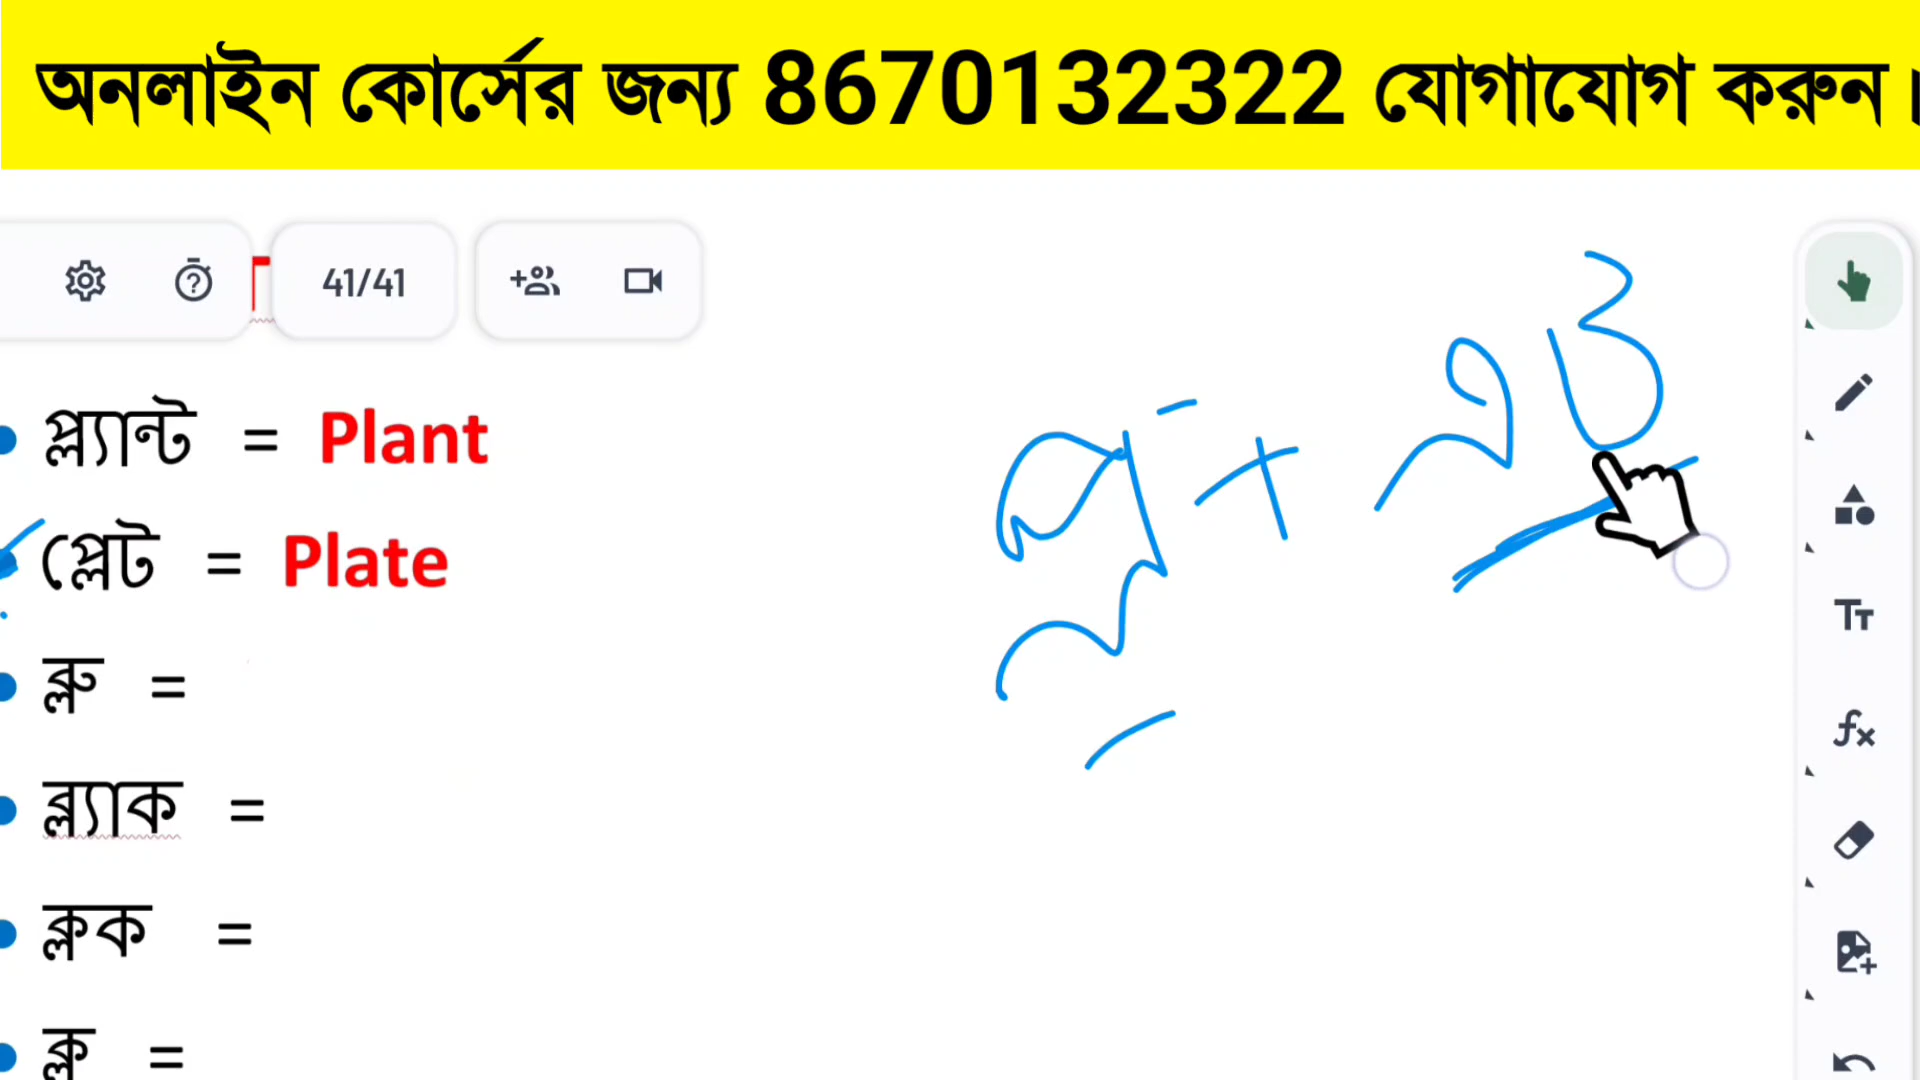 অনলাইন কোর্সের জন্য 8670132322 যোগাযোগ করুন।
41/41
প্ল্যান্ট = Plant
প্লেট = Plate
ব্লু =
ব্ল্যাক =
ক্লক =
ক্ল =